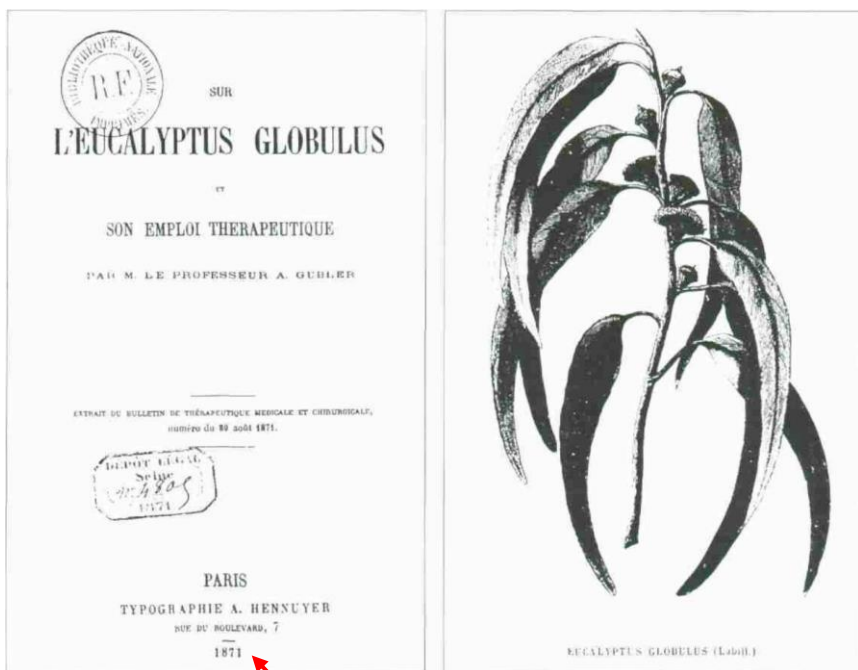 BIBLIOTHÈQUE NATIONALE
R.F.
IMPRIMÉS
SUR
L'EUCALYPTUS GLOBULUS
ET
SON EMPLOI THERAPEUTIQUE
PAR M. LE PROFESSEUR A. GUBLER
EXTRAIT DU BULLETIN DE THÉRAPEUTIQUE MEDICALE ET CHIRURGICALE,
numéro du 30 août 1871.
DEPOT LEGAL
Seine
1871
PARIS
TYPOGRAPHIE A. HENNUYER
RUE DU BOULEVARD, 7
1871
EUCALYPTUS GLOBULUS (Labill.)